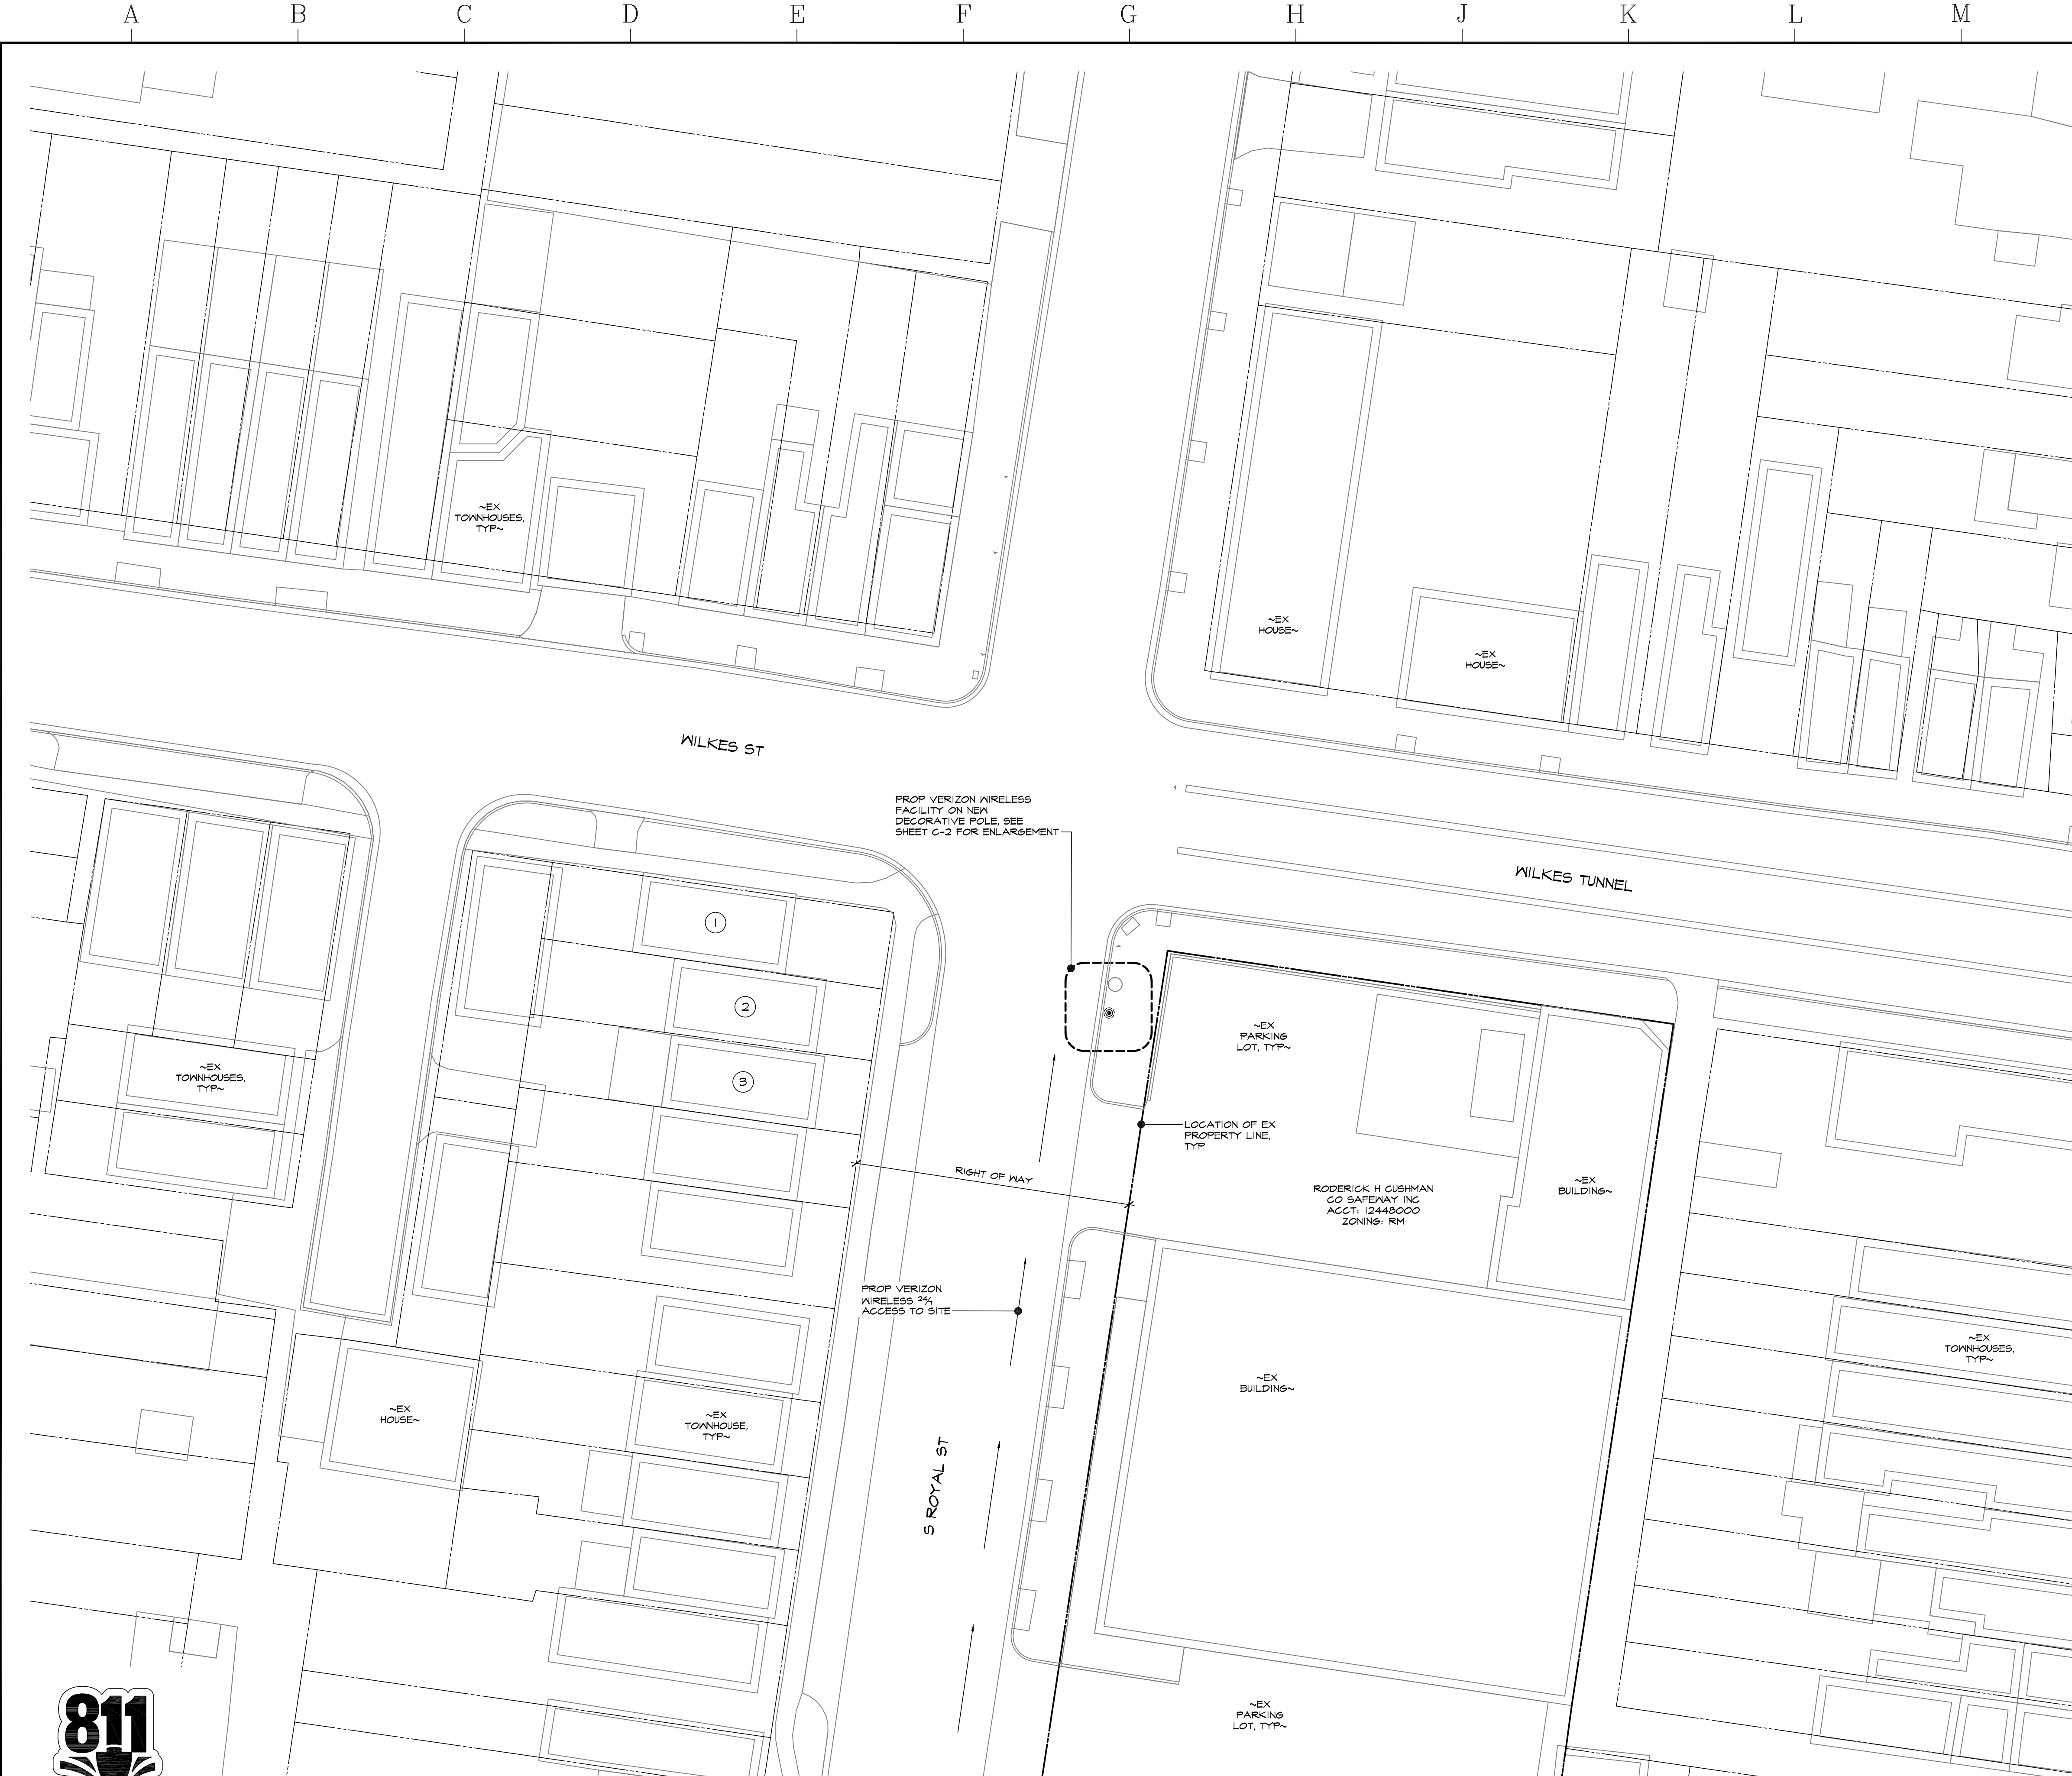 A B C D E F G H J K L M
~EX
TOWNHOUSES,
TYP~
~EX
HOUSE~
~EX
HOUSE~
WILKES ST
PROP VERIZON WIRELESS
FACILITY ON NEW
DECORATIVE POLE, SEE
SHEET C-2 FOR ENLARGEMENT
WILKES TUNNEL
1
2
3
~EX
PARKING
LOT, TYP~
~EX
TOWNHOUSES,
TYP~
LOCATION OF EX
PROPERTY LINE,
TYP
RIGHT OF WAY
RODERICK H CUSHMAN
CO SAFEWAY INC
ACCT: 12448000
ZONING: RM
~EX
BUILDING~
PROP VERIZON
WIRELESS 24/7
ACCESS TO SITE
~EX
TOWNHOUSES,
TYP~
~EX
BUILDING~
~EX
HOUSE~
~EX
TOWNHOUSE,
TYP~
S ROYAL ST
~EX
PARKING
LOT, TYP~
811